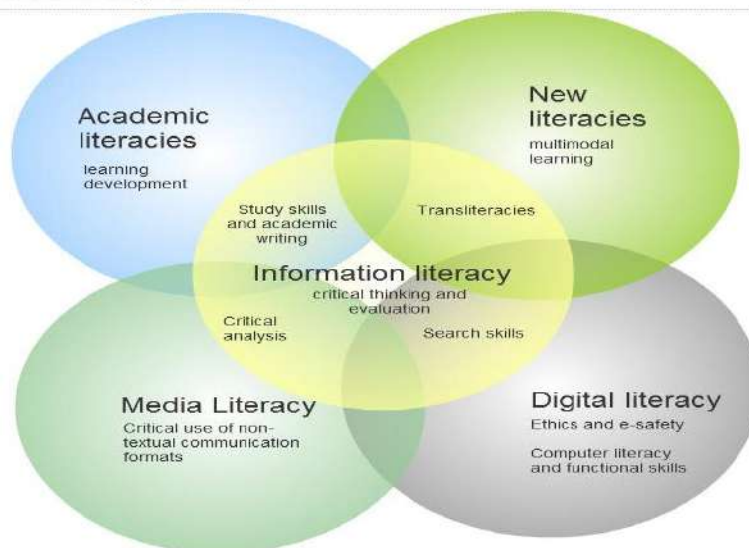 Academic
literacies
learning
development
New
literacies
multimodal
learning
Study skills
and academic
writing
Transliteracies
Information literacy
critical thinking and
evaluation
Critical
analysis
Search skills
Media Literacy
Critical use of non-
textual communication
formats
Digital literacy
Ethics and e-safety
Computer literacy
and functional skills